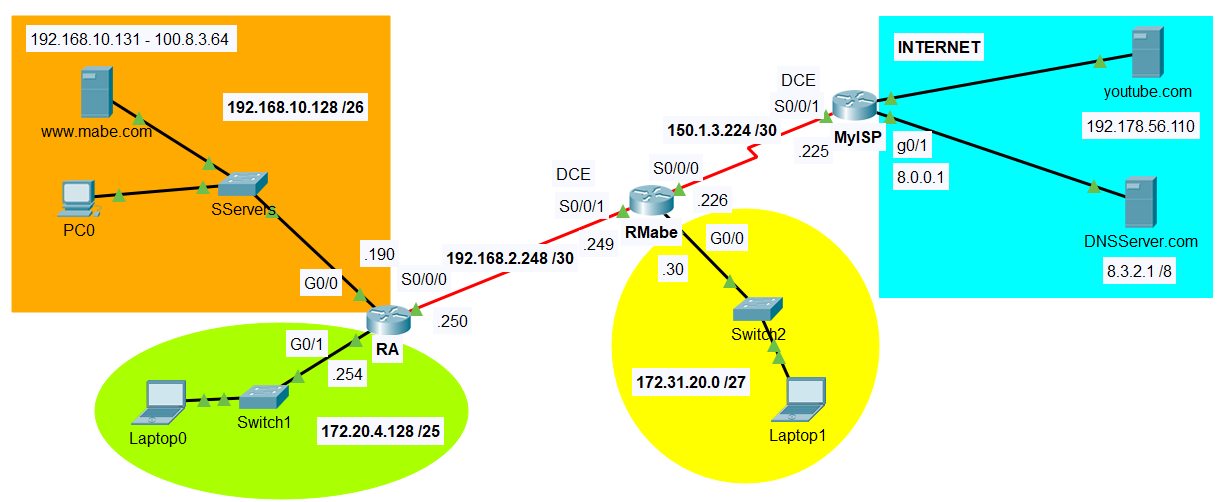 192.168.10.131 - 100.8.3.64
www.mabe.com
192.168.10.128 /26
PC0
SServers
.190
G0/0
S0/0/0
.250
RA
G0/1
.254
Laptop0
Switch1
172.20.4.128 /25
192.168.2.248 /30
DCE
S0/0/1
.249
RMabe
S0/0/0
.226
G0/0
.30
Switch2
172.31.20.0 /27
Laptop1
150.1.3.224 /30
DCE
S0/0/1
.225
MyISP
INTERNET
youtube.com
192.178.56.110
g0/1
8.0.0.1
DNSServer.com
8.3.2.1 /8